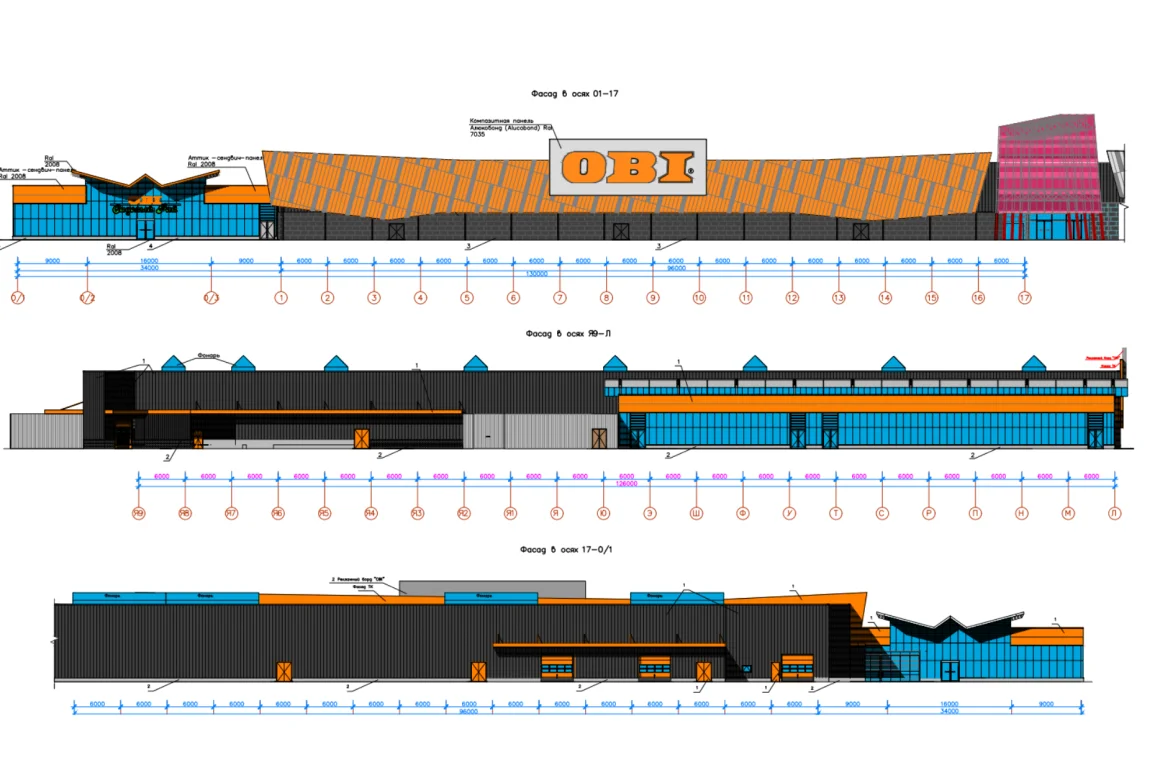 Фасад в осях 01-17
Композитная панель
Алюкобонд (Alucobond) Ral
7035
OBI®
Ral
2008
Аттик -сендвич-панел
Ral 2008
Аттик -сендвич-панел
Ral 2008
Ral
2008
4
3
3
9000 16000 9000 6000 6000 6000 6000 6000 6000 6000 6000 6000 6000 6000 6000 6000 6000 6000 6000
34000 96000
130000
0/1 0/2 0/3 1 2 3 4 5 6 7 8 9 10 11 12 13 14 15 16 17
Фасад в осях Я9-Л
1 Фонарь 1 1
2 2 2 2
6000 6000 6000 6000 6000 6000 6000 6000 6000 6000 6000 6000 6000 6000 6000 6000 6000 6000 6000 6000 6000
126000
Я9 Я8 Я7 Я6 Я5 Я4 Я3 Я2 Я1 Я Ю Э Ш Ф У Т С Р П Н М Л
Фасад в осях 17-0/1
2 Рекламный борд "OBI"
Фасад ТК
1 1
Фонарь Фонарь Фонарь Фонарь
1 1
2 2 2 1 1 2
6000 6000 6000 6000 6000 6000 6000 6000 6000 6000 6000 6000 6000 6000 6000 6000 9000 16000 9000
96000 34000